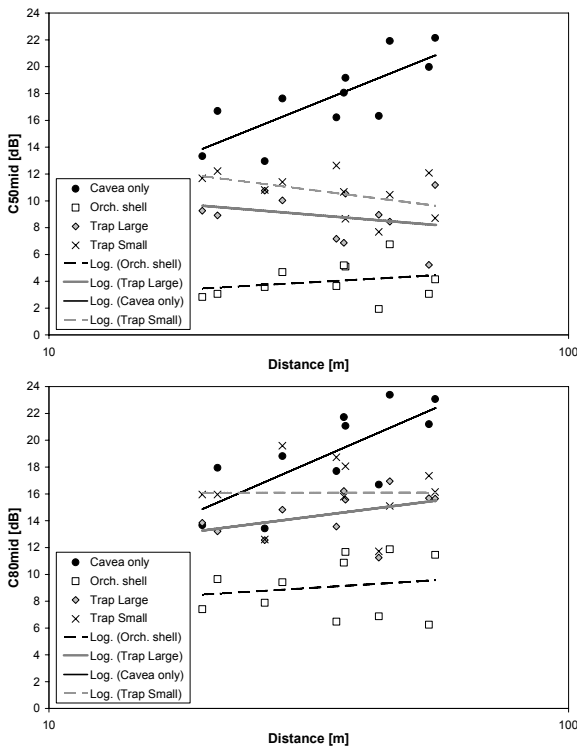 24
22
20
18
16
14
12
10
8
6
4
2
0
C50mid [dB]
Cavea only
Orch. shell
Trap Large
Trap Small
Log. (Orch. shell)
Log. (Trap Large)
Log. (Cavea only)
Log. (Trap Small)
10
100
Distance [m]
24
22
20
18
16
14
12
10
8
6
4
2
0
C80mid [dB]
Cavea only
Orch. shell
Trap Large
Trap Small
Log. (Orch. shell)
Log. (Trap Large)
Log. (Cavea only)
Log. (Trap Small)
10
100
Distance [m]